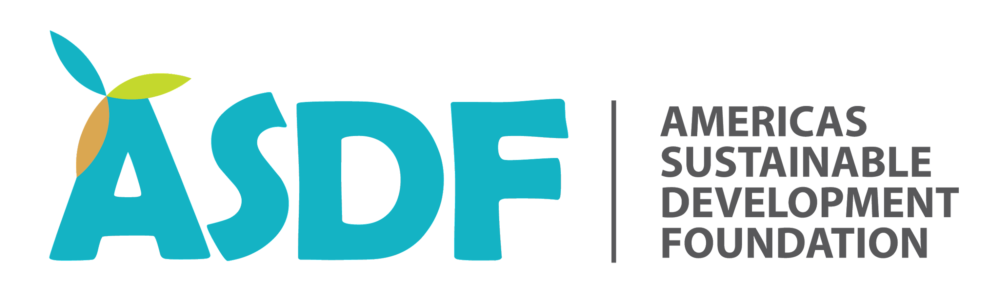 ASDF
AMERICAS
SUSTAINABLE
DEVELOPMENT
FOUNDATION